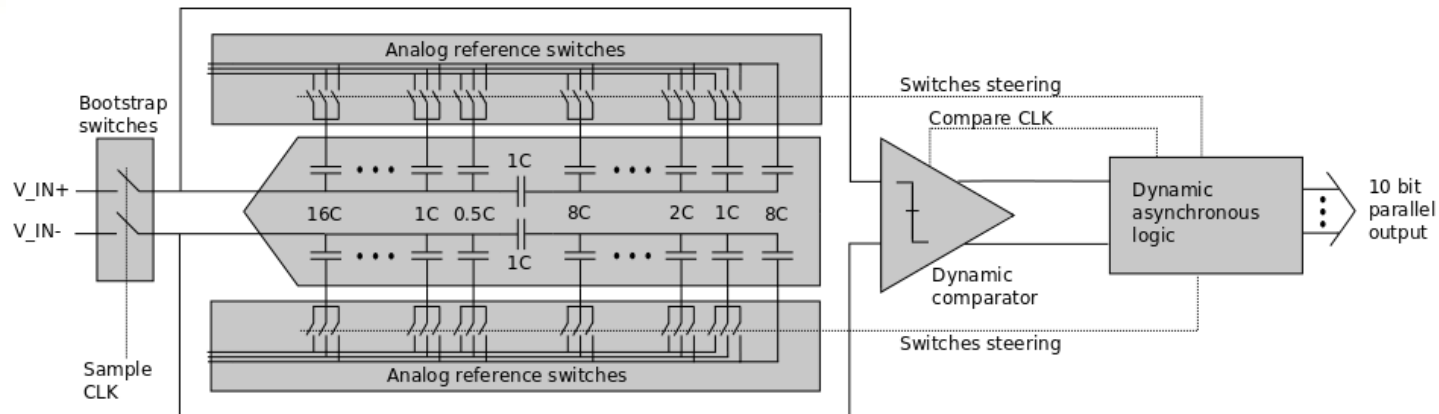 Analog reference switches
Bootstrap
switches
Switches steering
Compare CLK
V_IN+
V_IN-
1C
16C
1C
0.5C
8C
2C
1C
8C
1C
Dynamic
asynchronous
logic
10 bit
parallel
output
Dynamic
comparator
Switches steering
Sample
CLK
Analog reference switches